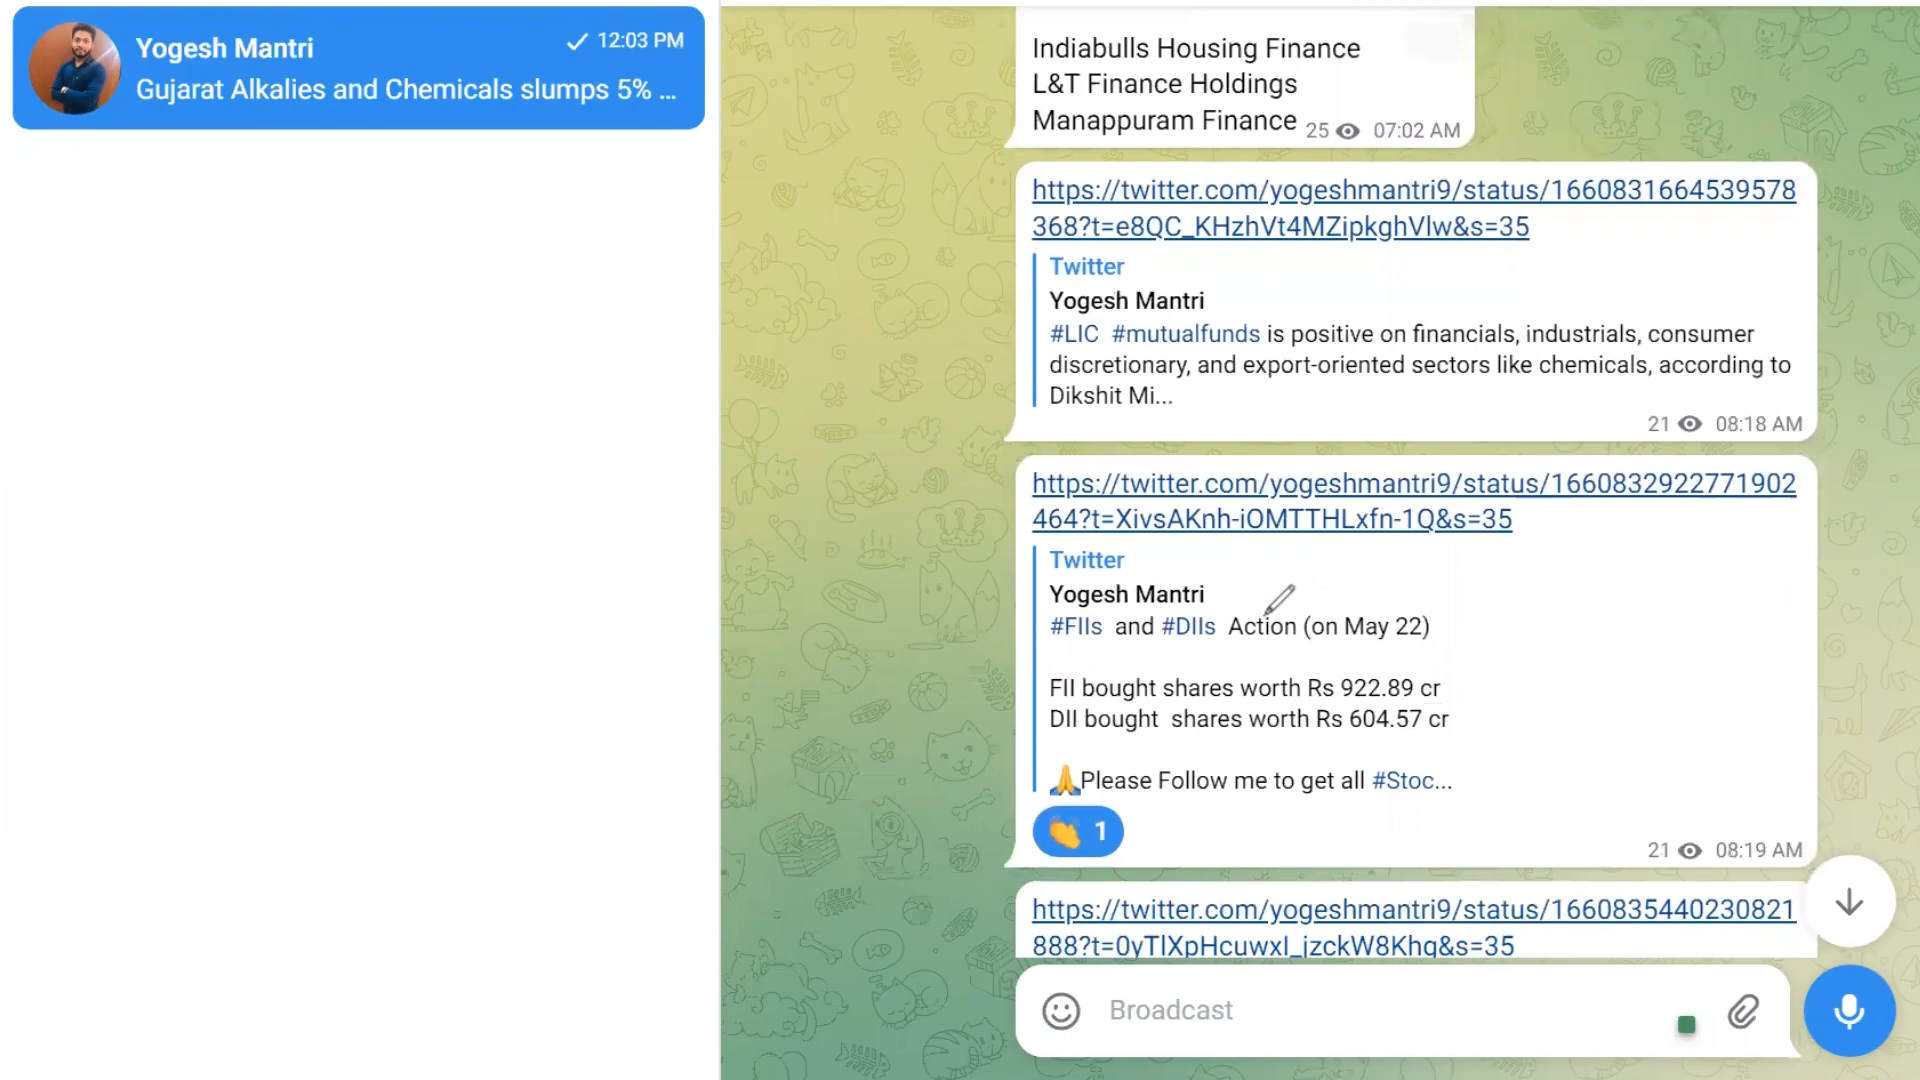 Yogesh Mantri
12:03 PM
Gujarat Alkalies and Chemicals slumps 5% ...
Indiabulls Housing Finance
L&T Finance Holdings
Manappuram Finance
25 07:02 AM
https://twitter.com/yogeshmantri9/status/1660831664539578
368?t=e8QC_KHzhVt4MZipkghVlw&s=35
Twitter
Yogesh Mantri
#LIC #mutualfunds is positive on financials, industrials, consumer
discretionary, and export-oriented sectors like chemicals, according to
Dikshit Mi...
21 08:18 AM
https://twitter.com/yogeshmantri9/status/1660832922771902
464?t=XivsAKnh-iOMTTHLxfn-1Q&s=35
Twitter
Yogesh Mantri
#FIIs and #DIIs Action (on May 22)
FII bought shares worth Rs 922.89 cr
DII bought shares worth Rs 604.57 cr
🙏Please Follow me to get all #Stoc...
👏 1
21 08:19 AM
https://twitter.com/yogeshmantri9/status/1660835440230821
888?t=0yTlXpHcuwxI_jzckW8Khg&s=35
Broadcast